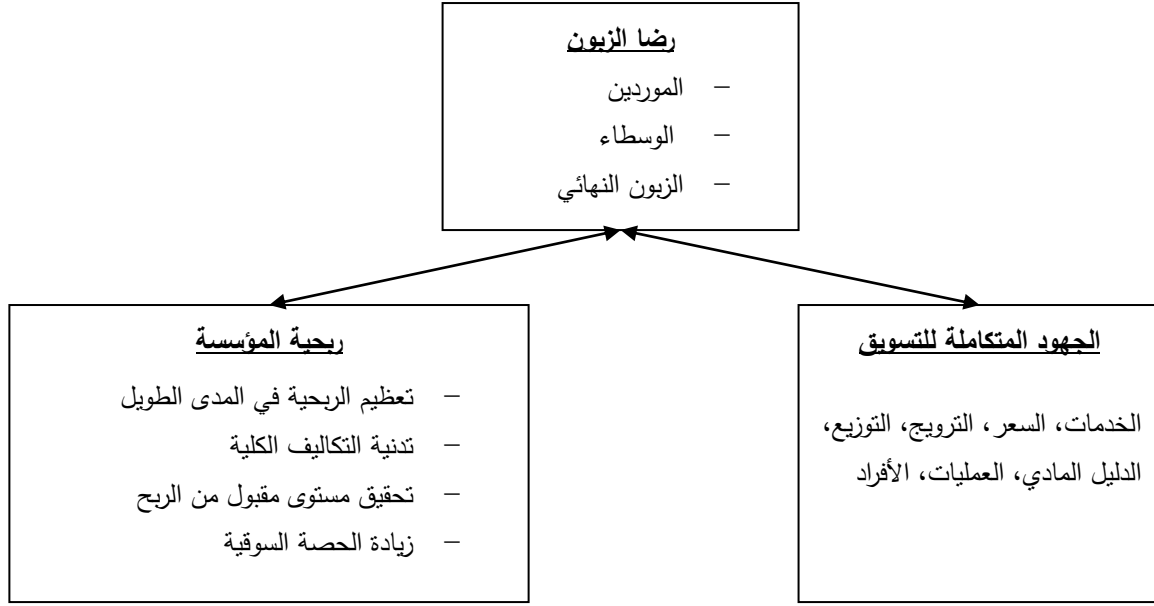 رضا الزبون
– الموردين
– الوسطاء
– الزبون النهائي
الجهود المتكاملة للتسويق
الخدمات، السعر، الترويج، التوزيع،
الدليل المادي، العمليات، الأفراد
ربحية المؤسسة
– تعظيم الربحية في المدى الطويل
– تدنية التكاليف الكلية
– تحقيق مستوى مقبول من الربح
– زيادة الحصة السوقية